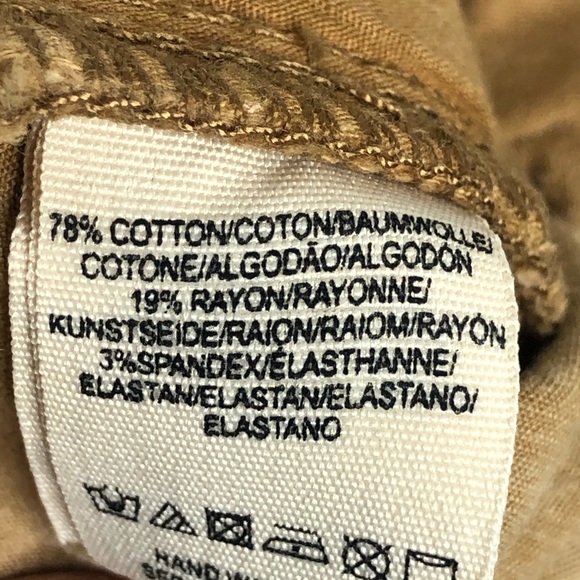 78% COTTON/COTON/BAUMWOLLE/
COTONE/ALGODÃO/ALGODÓN
19% RAYON/RAYONNE/
KUNSTSEIDE/RAION/RAIOM/RAYÓN
3%SPANDEX/ÉLASTHANNE/
ELASTAN/ELASTAN/ELASTANO/
ELASTANO
HAND